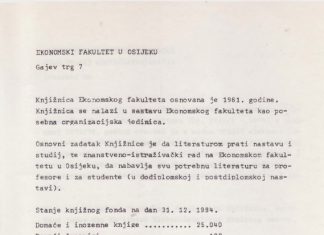 EKONOMSKI FAKULTET U OSIJEKU
Gajev trg 7
Knjižnica Ekonomskog fakulteta osnovana je 1961. godine.
Knjižnica se nalazi u sastavu Ekonomskog fakulteta kao po-
sebna organizacijska jedinica.
Osnovni zadatak Knjižnice je da literaturom prati nastavu i
studij, te znanstveno-istraživački rad na Ekonomskom fakul-
tetu u Osijeku, da nabavlja svu potrebnu literaturu za pro-
fesore i za studente (u dodiplomskoj i postdiplomskoj nas-
tavi).
Stanje knjižnog fonda na dan 31. 12. 1994.
Domaće i inozemne knjige ........... 25.040